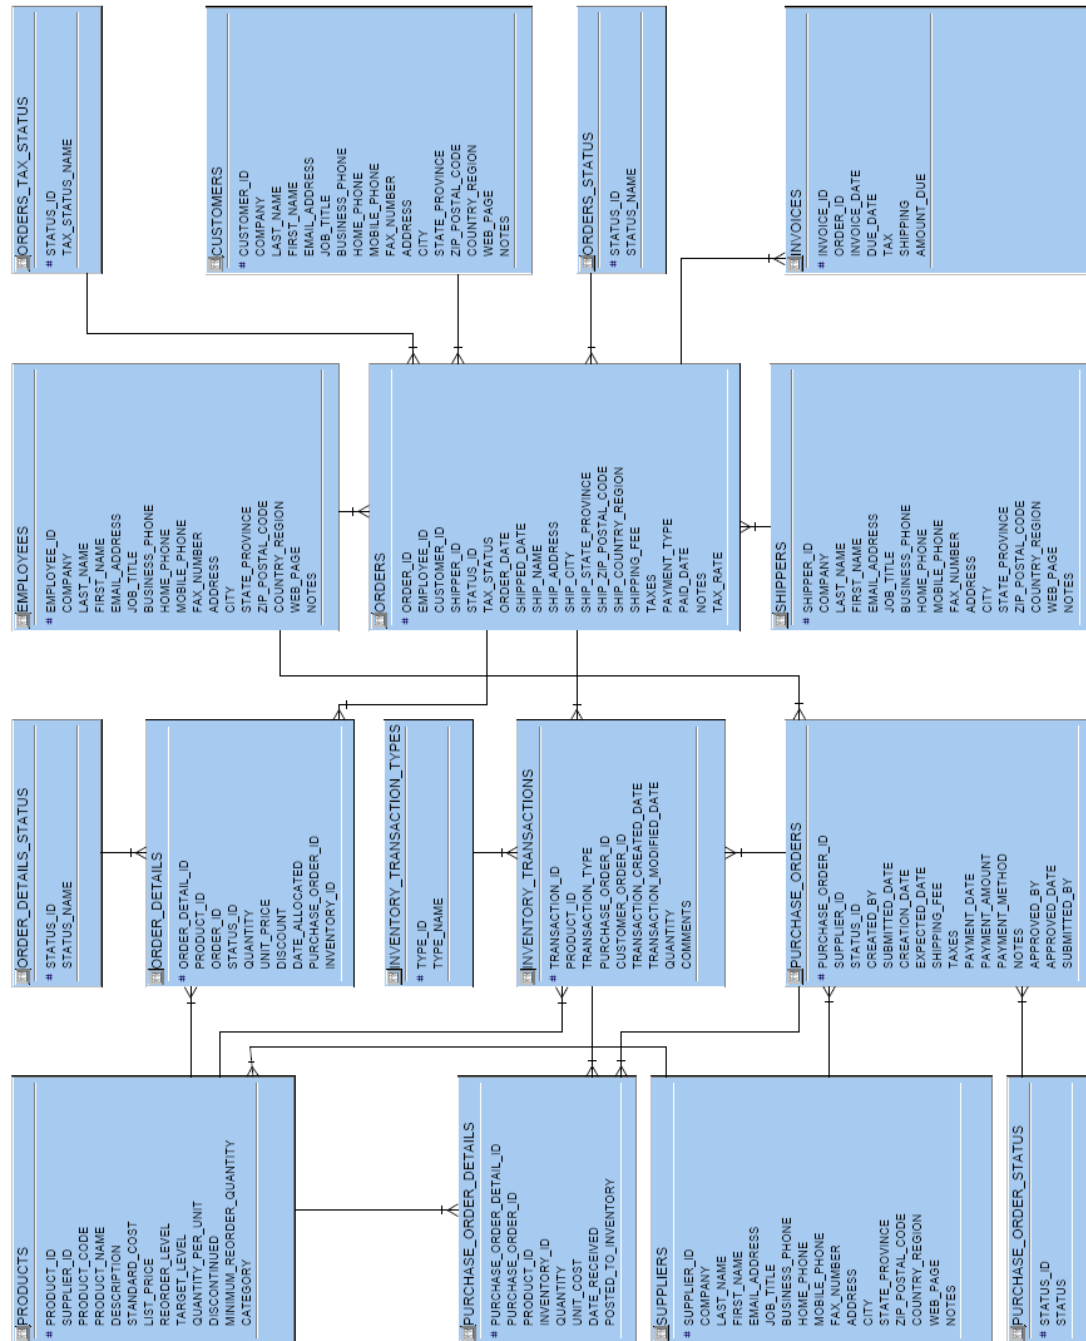 ORDERS_TAX_STATUS
# STATUS_ID
TAX_STATUS_NAME
CUSTOMERS
# CUSTOMER_ID
COMPANY
LAST_NAME
FIRST_NAME
EMAIL_ADDRESS
JOB_TITLE
BUSINESS_PHONE
HOME_PHONE
MOBILE_PHONE
FAX_NUMBER
ADDRESS
CITY
STATE_PROVINCE
ZIP_POSTAL_CODE
COUNTRY_REGION
WEB_PAGE
NOTES
ORDERS_STATUS
# STATUS_ID
STATUS_NAME
INVOICES
# INVOICE_ID
ORDER_ID
INVOICE_DATE
DUE_DATE
TAX
SHIPPING
AMOUNT_DUE
EMPLOYEES
# EMPLOYEE_ID
COMPANY
LAST_NAME
FIRST_NAME
EMAIL_ADDRESS
JOB_TITLE
BUSINESS_PHONE
HOME_PHONE
MOBILE_PHONE
FAX_NUMBER
ADDRESS
CITY
STATE_PROVINCE
ZIP_POSTAL_CODE
COUNTRY_REGION
WEB_PAGE
NOTES
ORDERS
# ORDER_ID
EMPLOYEE_ID
CUSTOMER_ID
SHIPER_ID
STATUS_ID
TAX_STATUS
ORDER_DATE
SHIPPED_DATE
SHIP_NAME
SHIP_ADDRESS
SHIP_CITY
SHIP_STATE_PROVINCE
SHIP_ZIP_POSTAL_CODE
SHIP_COUNTRY_REGION
SHIPPING_FEE
TAXES
PAYMENT_TYPE
PAID_DATE
NOTES
TAX_RATE
SHIPPERS
# SHIPER_ID
COMPANY
LAST_NAME
FIRST_NAME
EMAIL_ADDRESS
JOB_TITLE
BUSINESS_PHONE
HOME_PHONE
MOBILE_PHONE
FAX_NUMBER
ADDRESS
CITY
STATE_PROVINCE
ZIP_POSTAL_CODE
COUNTRY_REGION
WEB_PAGE
NOTES
ORDER_DETAILS_STATUS
# STATUS_ID
STATUS_NAME
ORDER_DETAILS
# ORDER_DETAIL_ID
PRODUCT_ID
ORDER_ID
STATUS_ID
QUANTITY
UNIT_PRICE
DISCOUNT
DATE_ALLOCATED
PURCHASE_ORDER_ID
INVENTORY_ID
INVENTORY_TRANSACTION_TYPES
# TYPE_ID
TYPE_NAME
INVENTORY_TRANSACTIONS
# TRANSACTION_ID
PRODUCT_ID
TRANSACTION_TYPE
PURCHASE_ORDER_ID
CUSTOMER_ORDER_ID
TRANSACTION_CREATED_DATE
TRANSACTION_MODIFIED_DATE
QUANTITY
COMMENTS
PURCHASE_ORDERS
# PURCHASE_ORDER_ID
SUPPLIER_ID
STATUS_ID
CREATED_BY
SUBMITTED_DATE
CREATION_DATE
EXPECTED_DATE
SHIPPING_FEE
TAXES
PAYMENT_DATE
PAYMENT_AMOUNT
PAYMENT_METHOD
NOTES
APPROVED_BY
APPROVED_DATE
SUBMITTED_BY
PRODUCTS
# PRODUCT_ID
SUPPLIER_ID
PRODUCT_CODE
PRODUCT_NAME
DESCRIPTION
STANDARD_COST
LIST_PRICE
REORDER_LEVEL
TARGET_LEVEL
QUANTITY_PER_UNIT
DISCONTINUED
MINIMUM_REORDER_QUANTITY
CATEGORY
PURCHASE_ORDER_DETAILS
# PURCHASE_ORDER_DETAIL_ID
PURCHASE_ORDER_ID
PRODUCT_ID
INVENTORY_ID
QUANTITY
UNIT_COST
DATE_RECEIVED
POSTED_TO_INVENTORY
SUPPLIERS
# SUPPLIER_ID
COMPANY
LAST_NAME
FIRST_NAME
EMAIL_ADDRESS
JOB_TITLE
BUSINESS_PHONE
HOME_PHONE
MOBILE_PHONE
FAX_NUMBER
ADDRESS
CITY
STATE_PROVINCE
ZIP_POSTAL_CODE
COUNTRY_REGION
WEB_PAGE
NOTES
PURCHASE_ORDER_STATUS
# STATUS_ID
STATUS